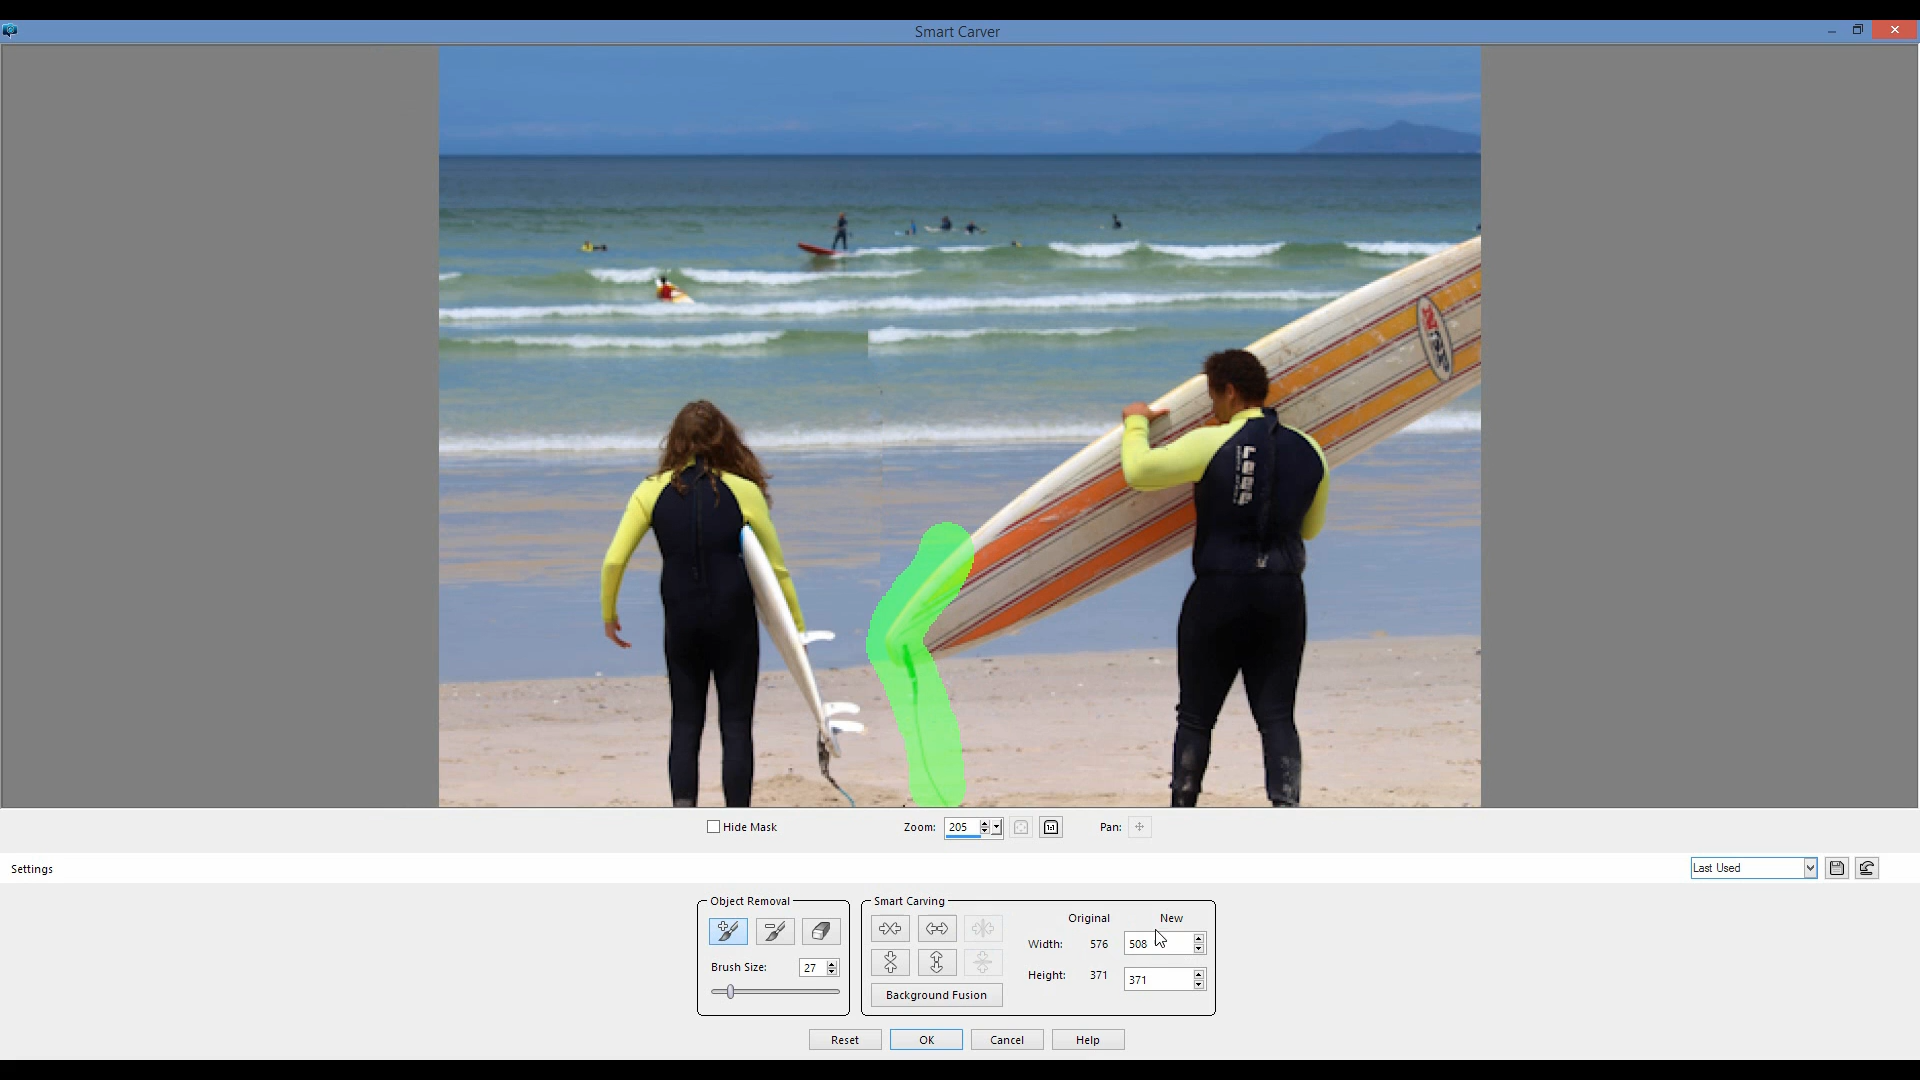 Smart Carver
Hide Mask
Zoom: 205
Pan:
Settings
Last Used
Object Removal
Smart Carving
Original New
Width: 576 508
Brush Size: 27
Height: 371 371
Background Fusion
Reset OK Cancel Help